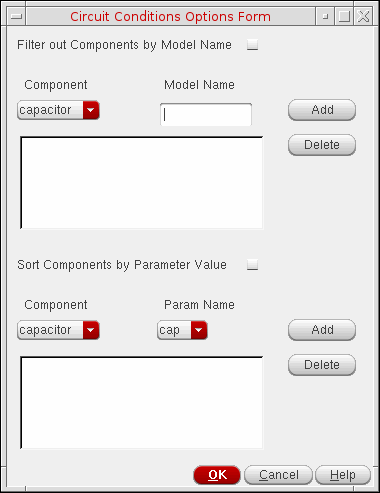 Circuit Conditions Options Form
Filter out Components by Model Name
Component Model Name
capacitor Add
Delete
Sort Components by Parameter Value
Component Param Name
capacitor cap Add
Delete
OK Cancel Help